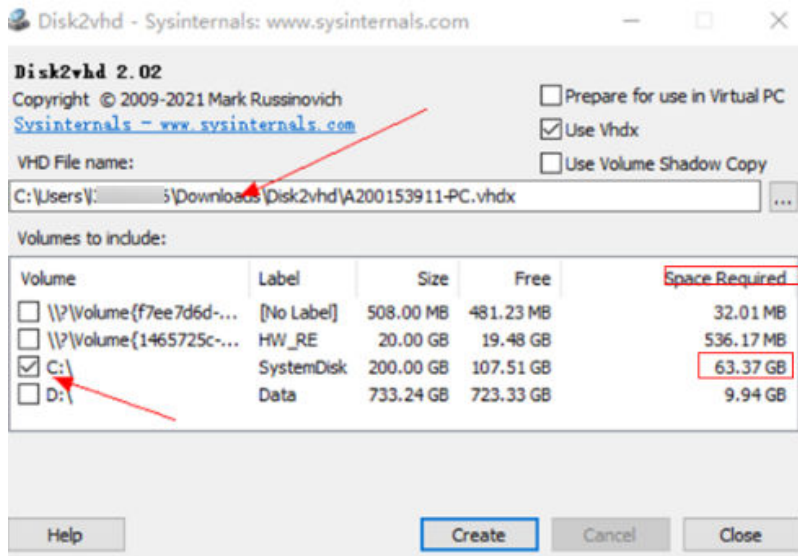 Disk2vhd - Sysinternals: www.sysinternals.com
Disk2vhd 2.02
Copyright © 2009-2021 Mark Russinovich
Sysinternals - www.sysinternals.com
Prepare for use in Virtual PC
Use Vhdx
Use Volume Shadow Copy
VHD File name:
C:\Users\ \Downloads\Disk2vhd\A200153911-PC.vhdx
...
Volumes to include:
Volume Label Size Free Space Required
\\?\Volume{f7ee7d6d-... [No Label] 508.00 MB 481.23 MB 32.01 MB
\\?\Volume{1465725c-... HW_RE 20.00 GB 19.48 GB 536.17 MB
C:\ SystemDisk 200.00 GB 107.51 GB 63.37 GB
D:\ Data 733.24 GB 723.33 GB 9.94 GB
Help Create Cancel Close